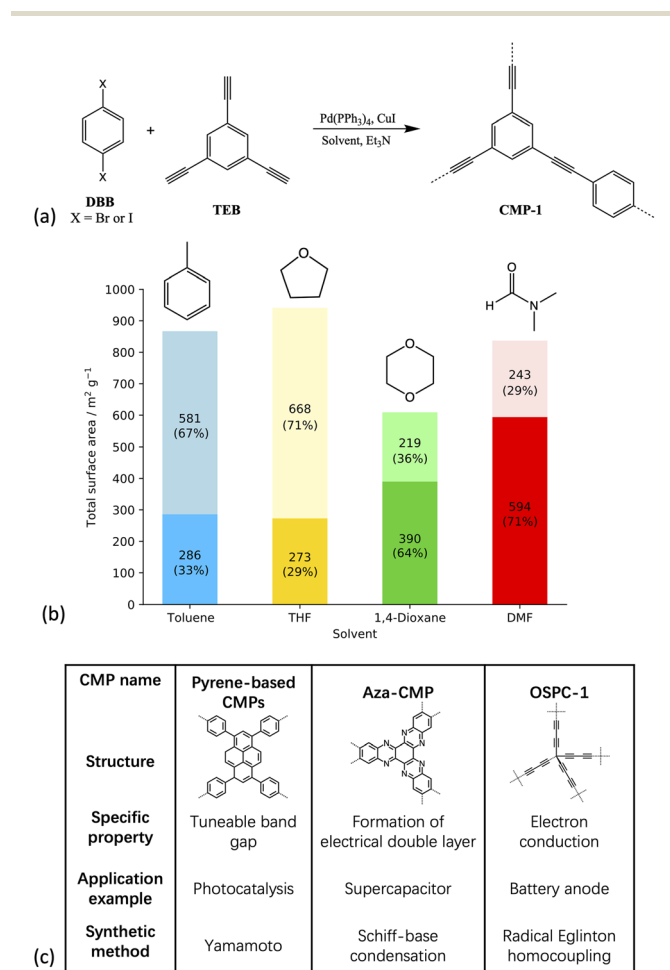 X
X
DBB
X = Br or I
+
TEB
Pd(PPh3)4, CuI
Solvent, Et3N
CMP-1
(a)
O
O
H
N
O
O
Total surface area / m² g⁻¹
1000
900
800
700
600
500
400
300
200
100
0
581
(67%)
286
(33%)
668
(71%)
273
(29%)
219
(36%)
390
(64%)
243
(29%)
594
(71%)
Toluene THF 1,4-Dioxane DMF
Solvent
(b)
CMP name
Pyrene-based
CMPs
Aza-CMP
OSPC-1
Structure
N N
N N
N N
Specific
property
Tuneable band
gap
Formation of
electrical double layer
Electron
conduction
Application
example
Photocatalysis
Supercapacitor
Battery anode
Synthetic
method
Yamamoto
Schiff-base
condensation
Radical Eglinton
homocoupling
(c)